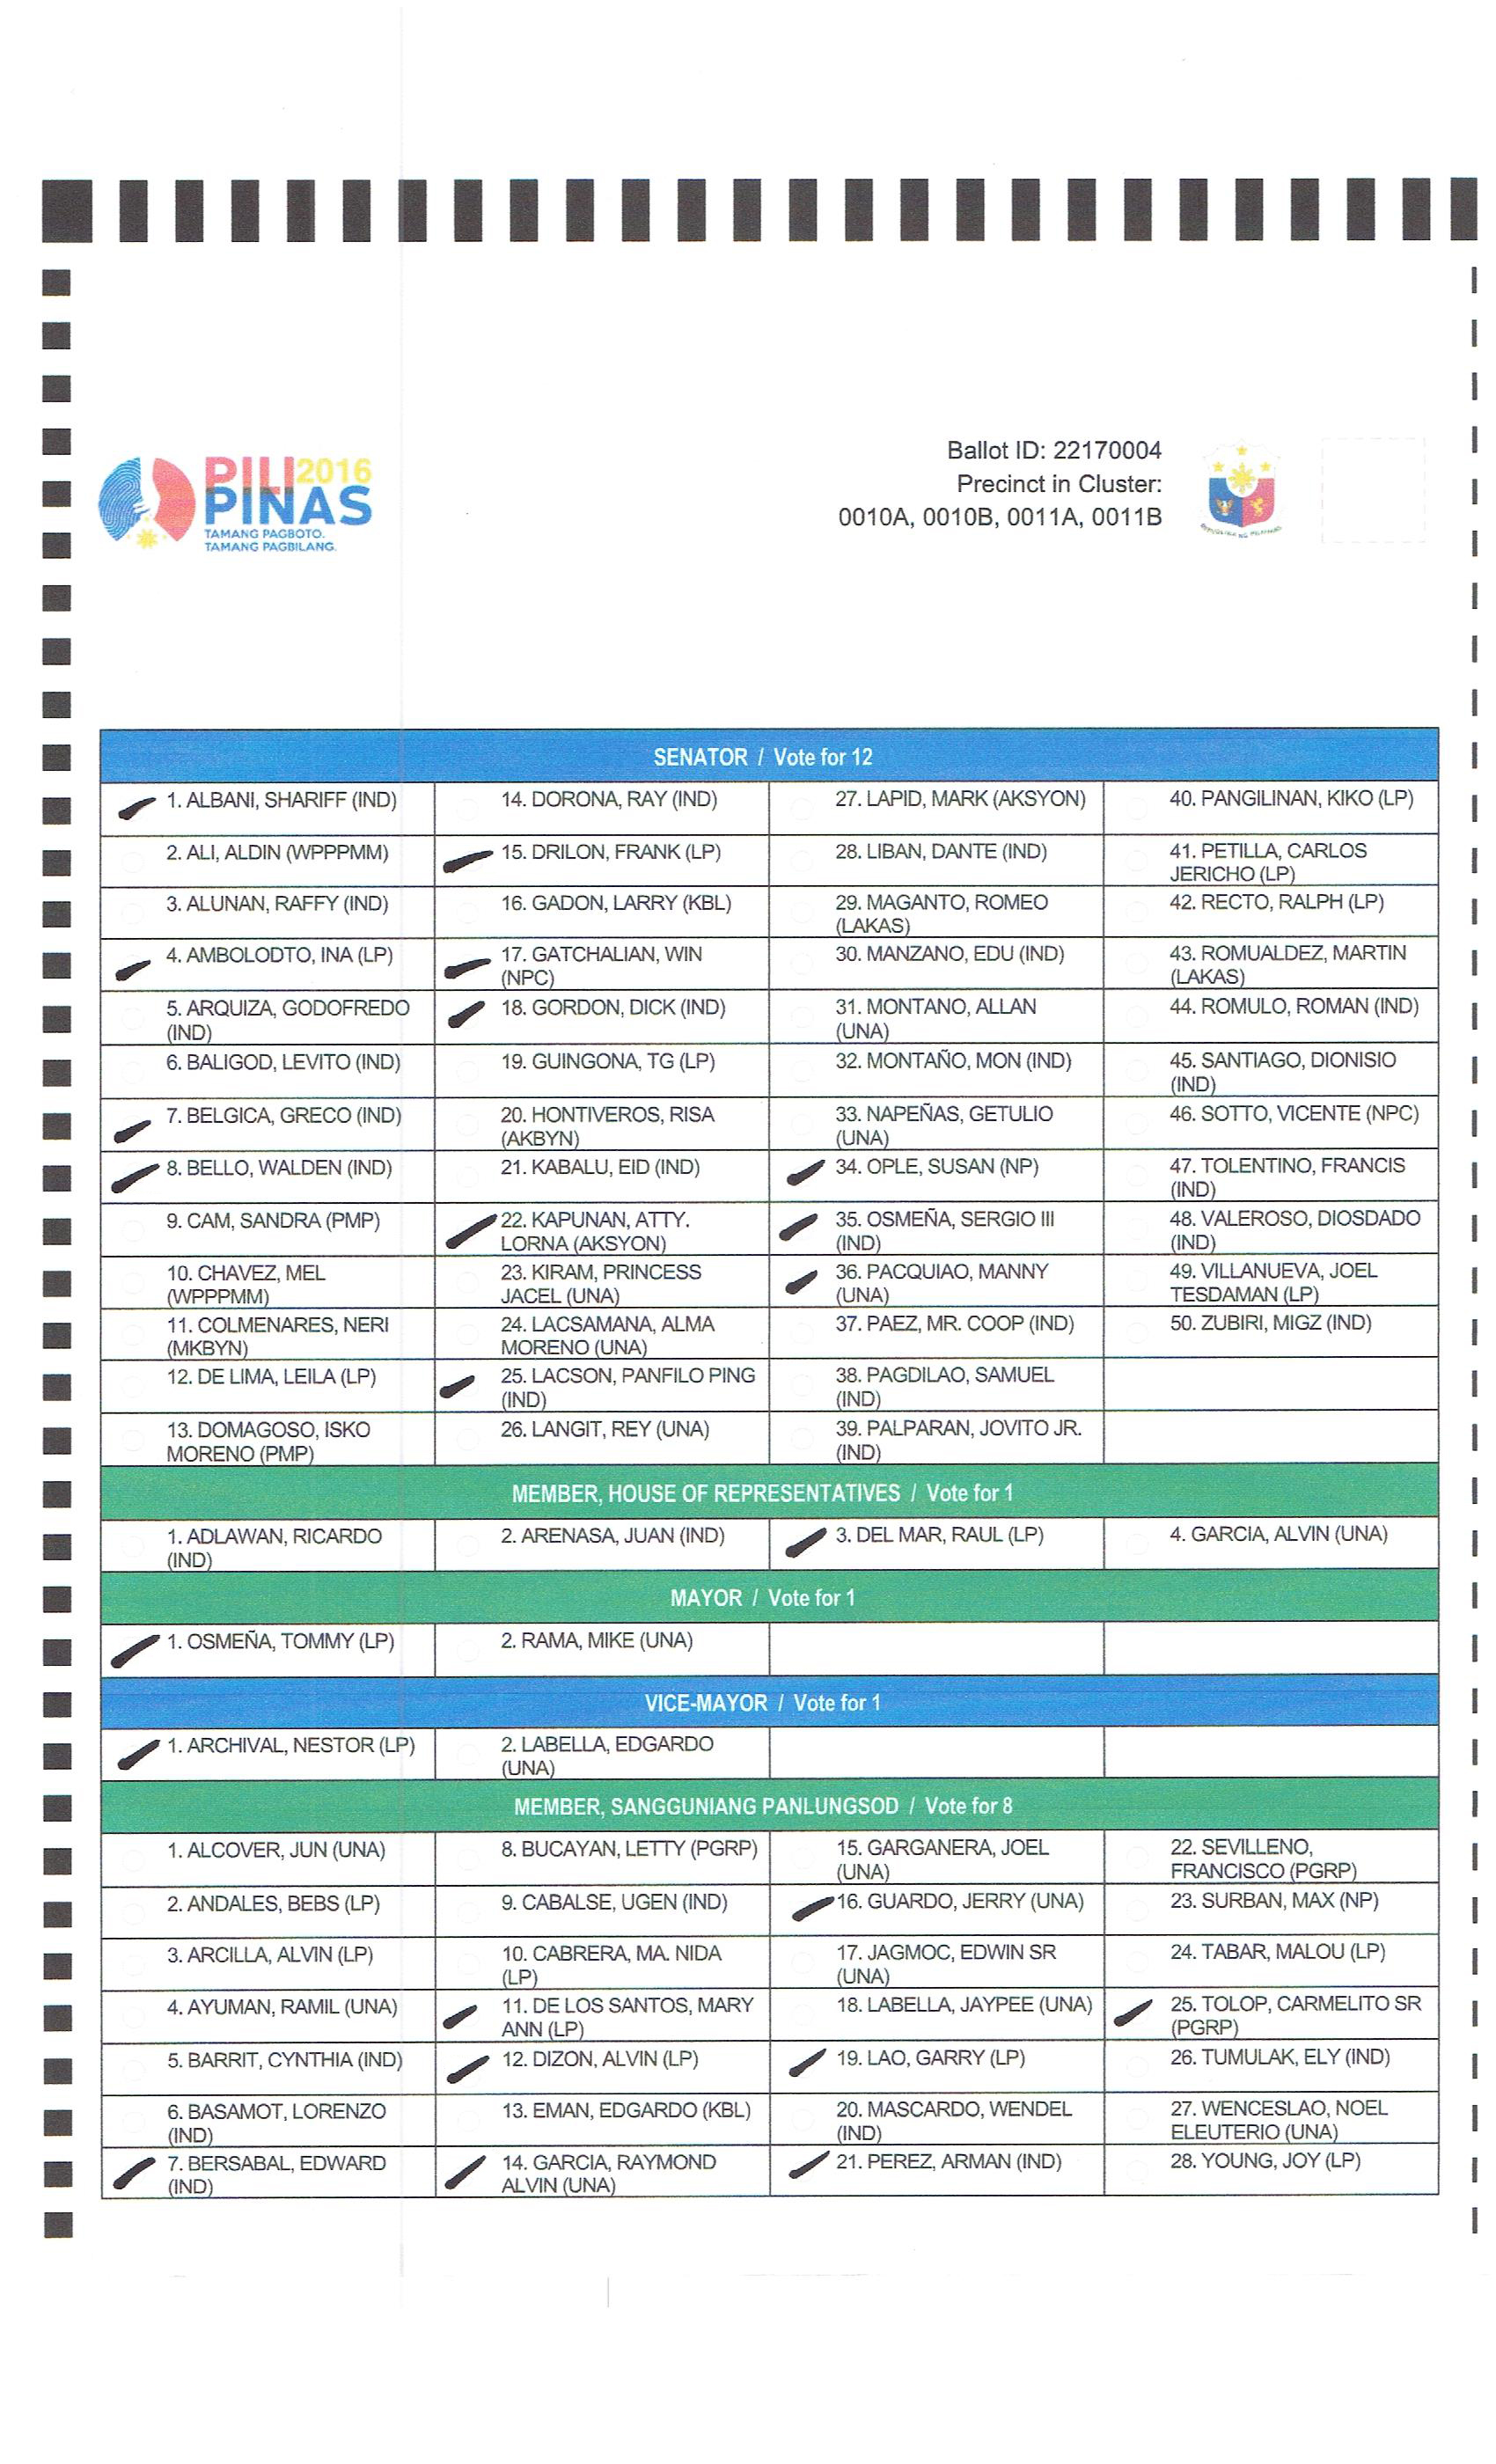 PILI 2016
PINAS
TAMANG PAGBOTO.
TAMANG PAGBILANG.
Ballot ID: 22170004
Precinct in Cluster:
0010A, 0010B, 0011A, 0011B
REPUBLIKA NG PILIPINAS
SENATOR / Vote for 12
1. ALBANI, SHARIFF (IND)
2. ALI, ALDIN (WPPPMM)
3. ALUNAN, RAFFY (IND)
4. AMBOLODTO, INA (LP)
5. ARQUIZA, GODOFREDO
(IND)
6. BALIGOD, LEVITO (IND)
7. BELGICA, GRECO (IND)
8. BELLO, WALDEN (IND)
9. CAM, SANDRA (PMP)
10. CHAVEZ, MEL
(WPPPMM)
11. COLMENARES, NERI
(MKBYN)
12. DE LIMA, LEILA (LP)
13. DOMAGOSO, ISKO
MORENO (PMP)
14. DORONA, RAY (IND)
15. DRILON, FRANK (LP)
16. GADON, LARRY (KBL)
17. GATCHALIAN, WIN
(NPC)
18. GORDON, DICK (IND)
19. GUINGONA, TG (LP)
20. HONTIVEROS, RISA
(AKBYN)
21. KABALU, EID (IND)
22. KAPUNAN, ATTY.
LORNA (AKSYON)
23. KIRAM, PRINCESS
JACEL (UNA)
24. LACSAMANA, ALMA
MORENO (UNA)
25. LACSON, PANFILO PING
(IND)
26. LANGIT, REY (UNA)
27. LAPID, MARK (AKSYON)
28. LIBAN, DANTE (IND)
29. MAGANTO, ROMEO
(LAKAS)
30. MANZANO, EDU (IND)
31. MONTANO, ALLAN
(UNA)
32. MONTAÑO, MON (IND)
33. NAPEÑAS, GETULIO
(UNA)
34. OPLE, SUSAN (NP)
35. OSMEÑA, SERGIO III
(IND)
36. PACQUIAO, MANNY
(UNA)
37. PAEZ, MR. COOP (IND)
38. PAGDILAO, SAMUEL
(IND)
39. PALPARAN, JOVITO JR.
(IND)
40. PANGILINAN, KIKO (LP)
41. PETILLA, CARLOS
JERICHO (LP)
42. RECTO, RALPH (LP)
43. ROMUALDEZ, MARTIN
(LAKAS)
44. ROMULO, ROMAN (IND)
45. SANTIAGO, DIONISIO
(IND)
46. SOTTO, VICENTE (NPC)
47. TOLENTINO, FRANCIS
(IND)
48. VALEROSO, DIOSDADO
(IND)
49. VILLANUEVA, JOEL
TESDAMAN (LP)
50. ZUBIRI, MIGZ (IND)
MEMBER, HOUSE OF REPRESENTATIVES / Vote for 1
1. ADLAWAN, RICARDO
(IND)
2. ARENASA, JUAN (IND)
3. DEL MAR, RAUL (LP)
4. GARCIA, ALVIN (UNA)
MAYOR / Vote for 1
1. OSMEÑA, TOMMY (LP)
2. RAMA, MIKE (UNA)
VICE-MAYOR / Vote for 1
1. ARCHIVAL, NESTOR (LP)
2. LABELLA, EDGARDO
(UNA)
MEMBER, SANGGUNIANG PANLUNGSOD / Vote for 8
1. ALCOVER, JUN (UNA)
2. ANDALES, BEBS (LP)
3. ARCILLA, ALVIN (LP)
4. AYUMAN, RAMIL (UNA)
5. BARRIT, CYNTHIA (IND)
6. BASAMOT, LORENZO
(IND)
7. BERSABAL, EDWARD
(IND)
8. BUCAYAN, LETTY (PGRP)
9. CABALSE, UGEN (IND)
10. CABRERA, MA. NIDA
(LP)
11. DE LOS SANTOS, MARY
ANN (LP)
12. DIZON, ALVIN (LP)
13. EMAN, EDGARDO (KBL)
14. GARCIA, RAYMOND
ALVIN (UNA)
15. GARGANERA, JOEL
(UNA)
16. GUARDO, JERRY (UNA)
17. JAGMOC, EDWIN SR
(UNA)
18. LABELLA, JAYPEE (UNA)
19. LAO, GARRY (LP)
20. MASCARDO, WENDEL
(IND)
21. PEREZ, ARMAN (IND)
22. SEVILLENO,
FRANCISCO (PGRP)
23. SURBAN, MAX (NP)
24. TABAR, MALOU (LP)
25. TOLOP, CARMELITO SR
(PGRP)
26. TUMULAK, ELY (IND)
27. WENCESLAO, NOEL
ELEUTERIO (UNA)
28. YOUNG, JOY (LP)